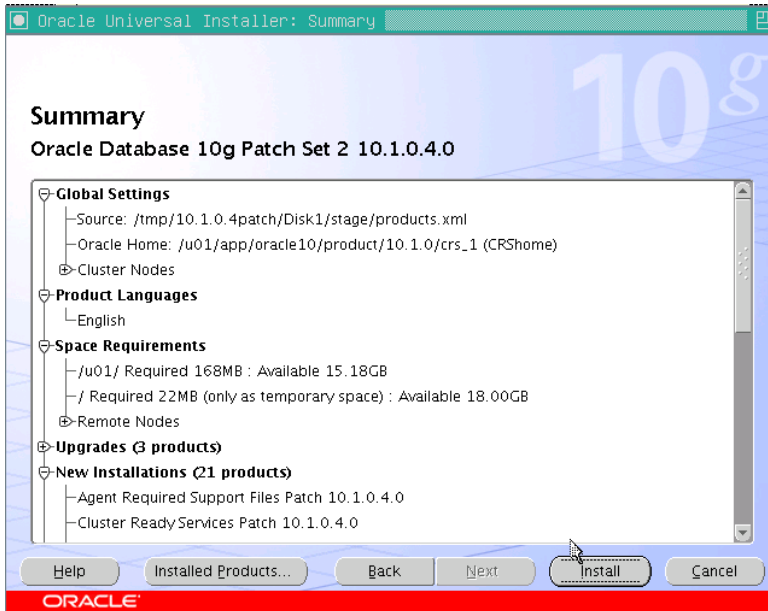 Oracle Universal Installer: Summary
10g
Summary
Oracle Database 10g Patch Set 2 10.1.0.4.0
Global Settings
Source: /tmp/10.1.0.4patch/Disk1/stage/products.xml
Oracle Home: /u01/app/oracle10/product/10.1.0/crs_1 (CRShome)
Cluster Nodes
Product Languages
English
Space Requirements
/u01/ Required 168MB : Available 15.18GB
/ Required 22MB (only as temporary space) : Available 18.00GB
Remote Nodes
Upgrades (3 products)
New Installations (21 products)
Agent Required Support Files Patch 10.1.0.4.0
Cluster Ready Services Patch 10.1.0.4.0
Help Installed Products... Back Next Install Cancel
ORACLE